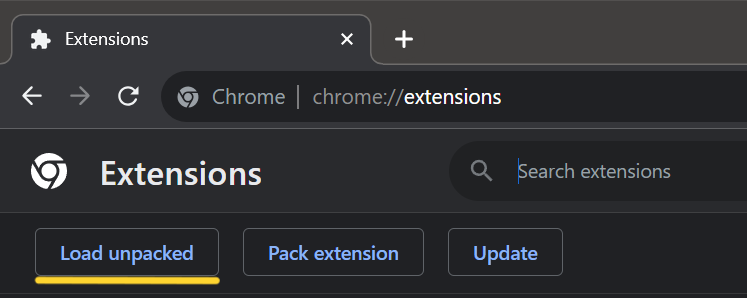 Extensions
Chrome | chrome://extensions
Extensions
Search extensions
Load unpacked
Pack extension
Update